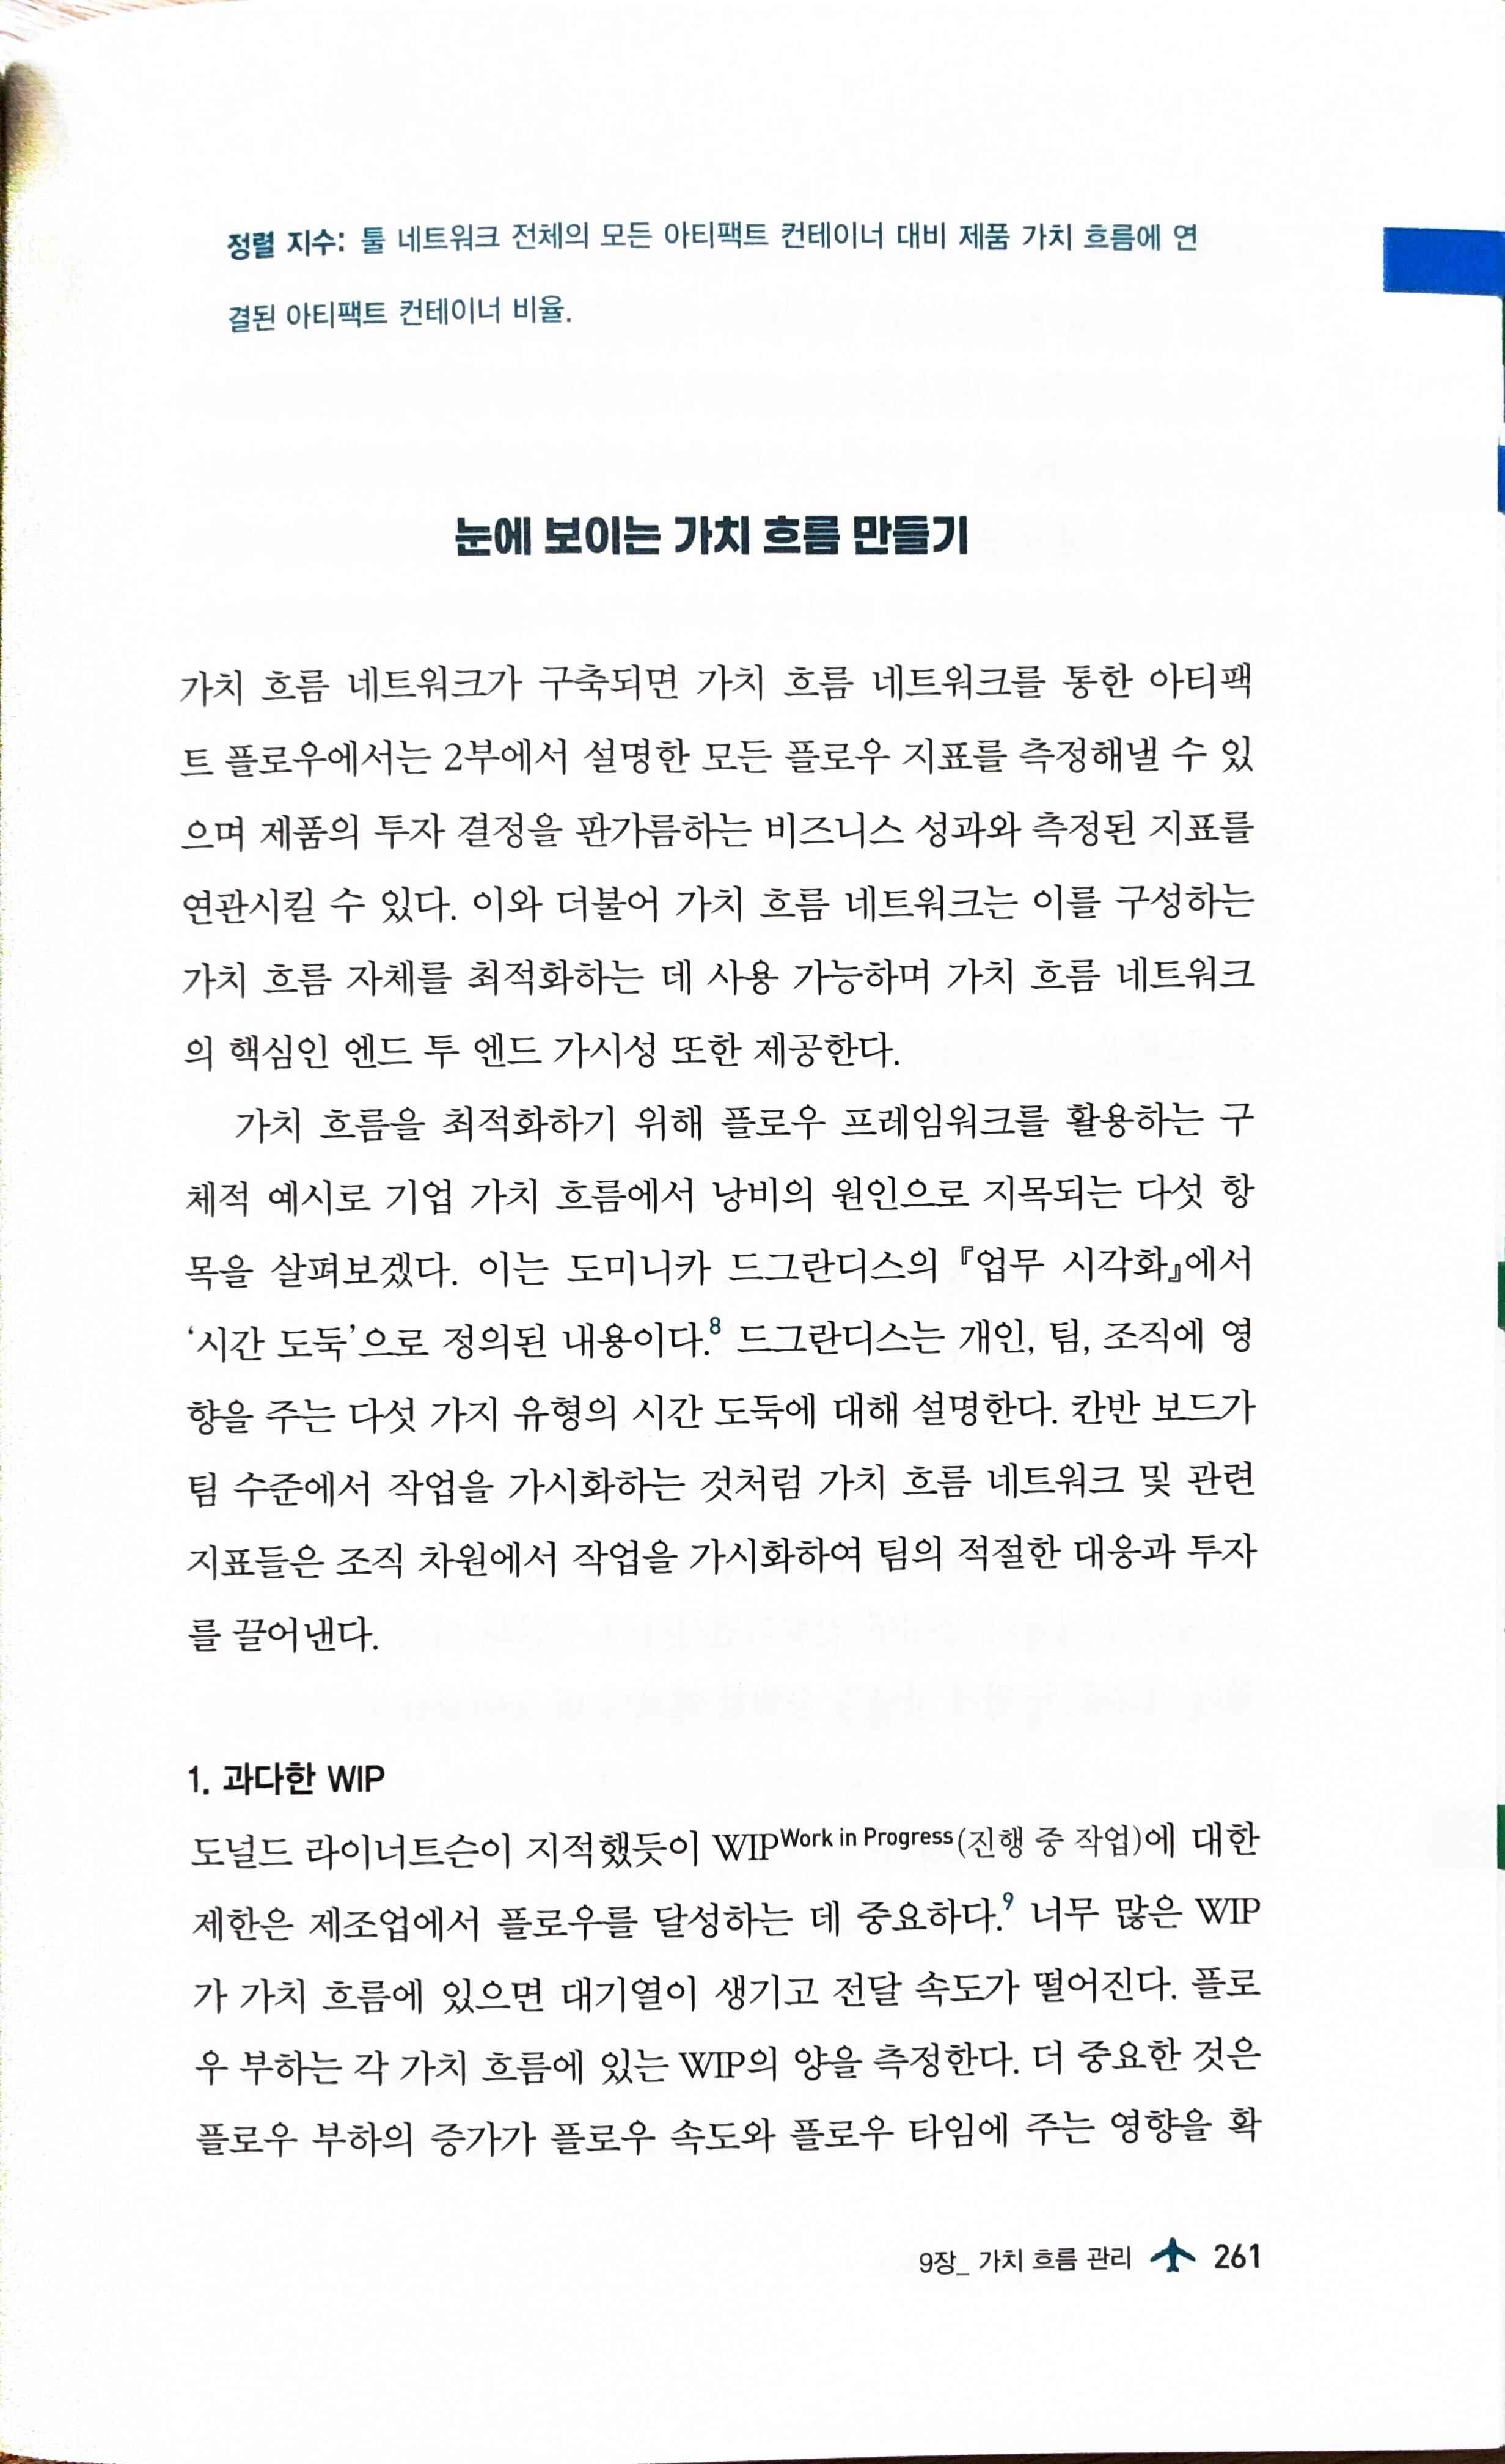 정렬 지수: 툴 네트워크 전체의 모든 아티팩트 컨테이너 대비 제품 가치 흐름에 연
결된 아티팩트 컨테이너 비율.
눈에 보이는 가치 흐름 만들기
가치 흐름 네트워크가 구축되면 가치 흐름 네트워크를 통한 아티팩
트 플로우에서는 2부에서 설명한 모든 플로우 지표를 측정해낼 수 있
으며 제품의 투자 결정을 판가름하는 비즈니스 성과와 측정된 지표를
연관시킬 수 있다. 이와 더불어 가치 흐름 네트워크는 이를 구성하는
가치 흐름 자체를 최적화하는 데 사용 가능하며 가치 흐름 네트워크
의 핵심인 엔드 투 엔드 가시성 또한 제공한다.
가치 흐름을 최적화하기 위해 플로우 프레임워크를 활용하는 구
체적 예시로 기업 가치 흐름에서 낭비의 원인으로 지목되는 다섯 항
목을 살펴보겠다. 이는 도미니카 드그란디스의 『업무 시각화』에서
‘시간 도둑’으로 정의된 내용이다.8 드그란디스는 개인, 팀, 조직에 영
향을 주는 다섯 가지 유형의 시간 도둑에 대해 설명한다. 칸반 보드가
팀 수준에서 작업을 가시화하는 것처럼 가치 흐름 네트워크 및 관련
지표들은 조직 차원에서 작업을 가시화하여 팀의 적절한 대응과 투자
를 끌어낸다.
1. 과다한 WIP
도널드 라이너트슨이 지적했듯이 WIPWork in Progress(진행 중 작업)에 대한
제한은 제조업에서 플로우를 달성하는 데 중요하다.9 너무 많은 WIP
가 가치 흐름에 있으면 대기열이 생기고 전달 속도가 떨어진다. 플로
우 부하는 각 가치 흐름에 있는 WIP의 양을 측정한다. 더 중요한 것은
플로우 부하의 증가가 플로우 속도와 플로우 타임에 주는 영향을 확
9장_ 가치 흐름 관리 261